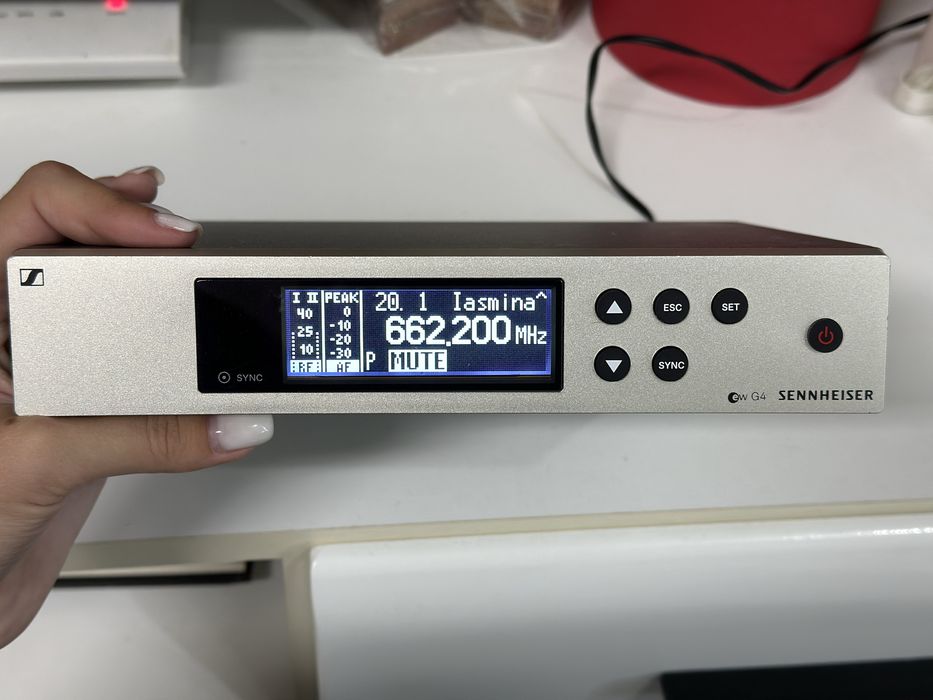 I II PEAK 20. 1 Iasmina^
40 0
25 -10 662.200 MHz
10 -20
-30
RF AF P MUTE
SYNC
ESC SET
SYNC
ew G4 SENNHEISER